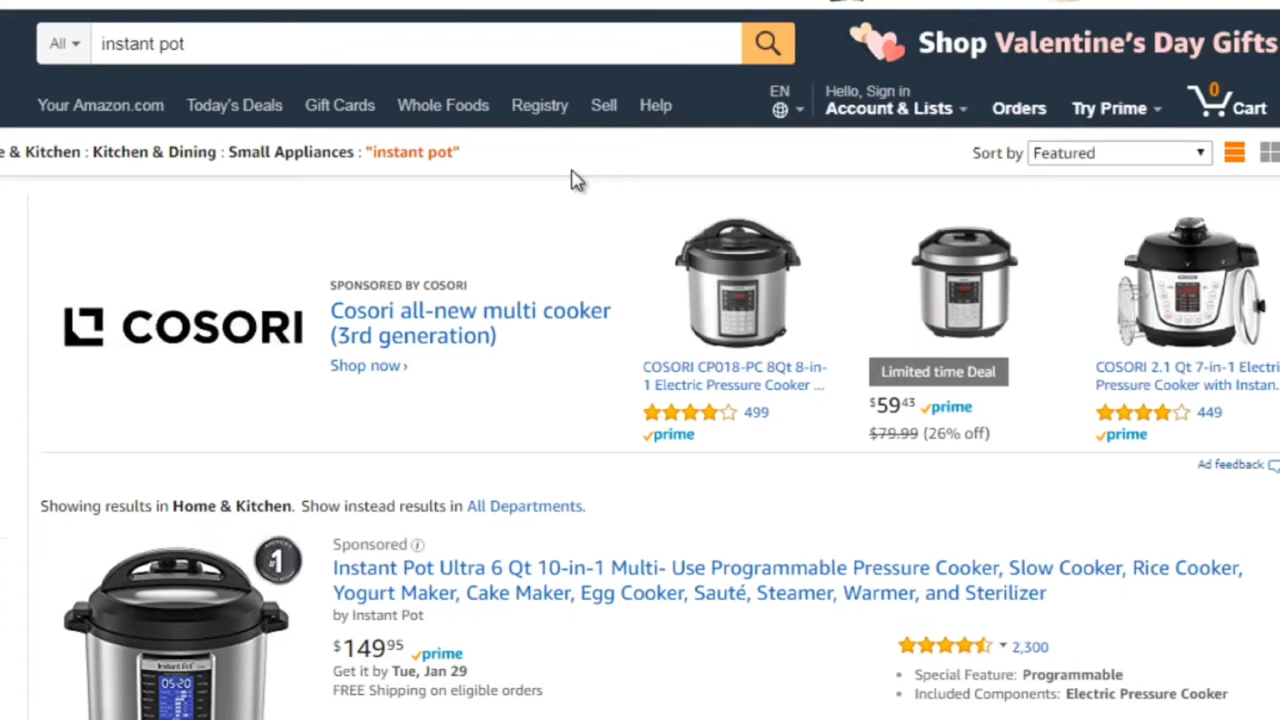 All
instant pot
Shop Valentine's Day Gifts
Your Amazon.com Today's Deals Gift Cards Whole Foods Registry Sell Help
EN
Hello, Sign in
Account & Lists
Orders
Try Prime
0
Cart
e & Kitchen : Kitchen & Dining : Small Appliances : "instant pot"
Sort by Featured
COSORI
SPONSORED BY COSORI
Cosori all-new multi cooker
(3rd generation)
Shop now ›
COSORI CP018-PC 8Qt 8-in-
1 Electric Pressure Cooker ...
499
prime
Limited time Deal
$59.43 prime
$79.99 (26% off)
COSORI 2.1 Qt 7-in-1 Electri
Pressure Cooker with Instan.
449
prime
Ad feedback
Showing results in Home & Kitchen. Show instead results in All Departments.
#1
Instant Pot
05:20
Sponsored
Instant Pot Ultra 6 Qt 10-in-1 Multi- Use Programmable Pressure Cooker, Slow Cooker, Rice Cooker,
Yogurt Maker, Cake Maker, Egg Cooker, Sauté, Steamer, Warmer, and Sterilizer
by Instant Pot
$149.95 prime
Get it by Tue, Jan 29
FREE Shipping on eligible orders
2,300
• Special Feature: Programmable
• Included Components: Electric Pressure Cooker